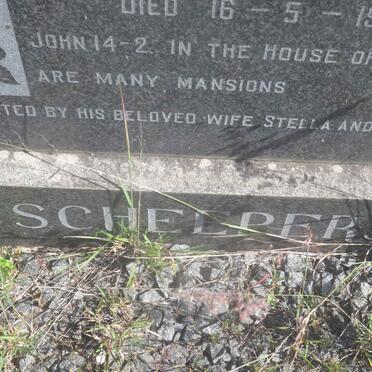 DIED 16-5-19
JOHN 14-2. IN THE HOUSE OF
ARE MANY MANSIONS
TED BY HIS BELOVED WIFE STELLA AND
SCHELPER